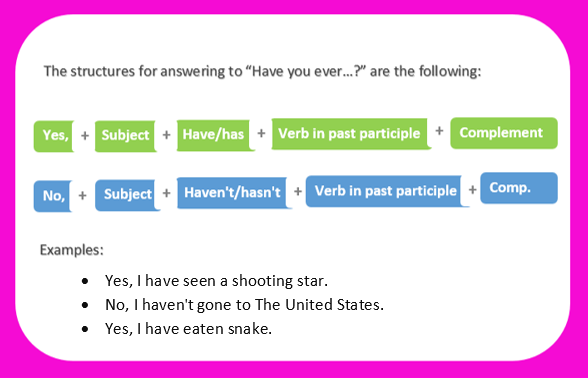 The structures for answering to “Have you ever…?” are the following:
Yes, + Subject + Have/has + Verb in past participle + Complement
No, + Subject + Haven't/hasn't + Verb in past participle + Comp.
Examples:
• Yes, I have seen a shooting star.
• No, I haven't gone to The United States.
• Yes, I have eaten snake.